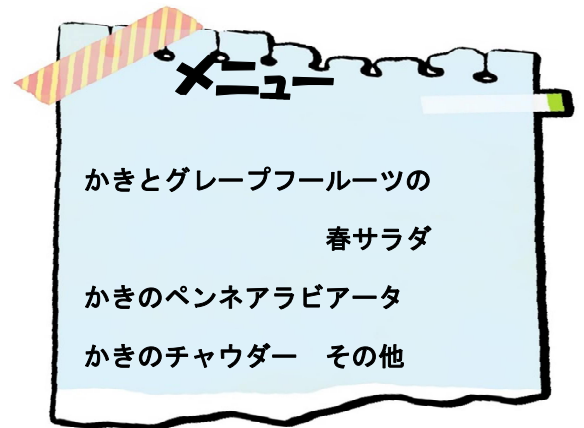 メニュー
かきとグレープフールーツの
春サラダ
かきのペンネアラビアータ
かきのチャウダー　その他